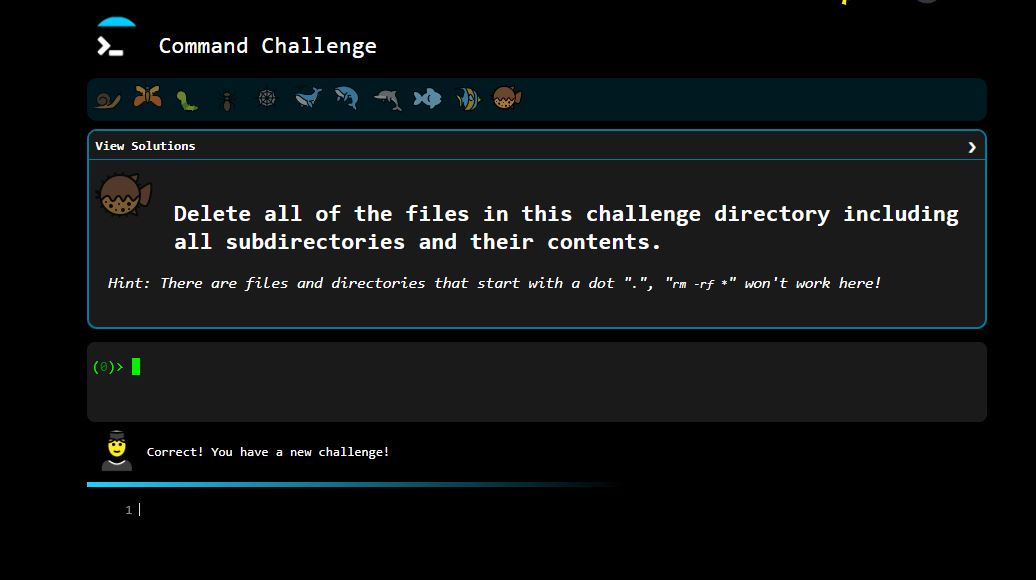 Command Challenge
View Solutions
Delete all of the files in this challenge directory including
all subdirectories and their contents.
Hint: There are files and directories that start with a dot ".", "rm -rf *" won't work here!
(0)>
Correct! You have a new challenge!
1